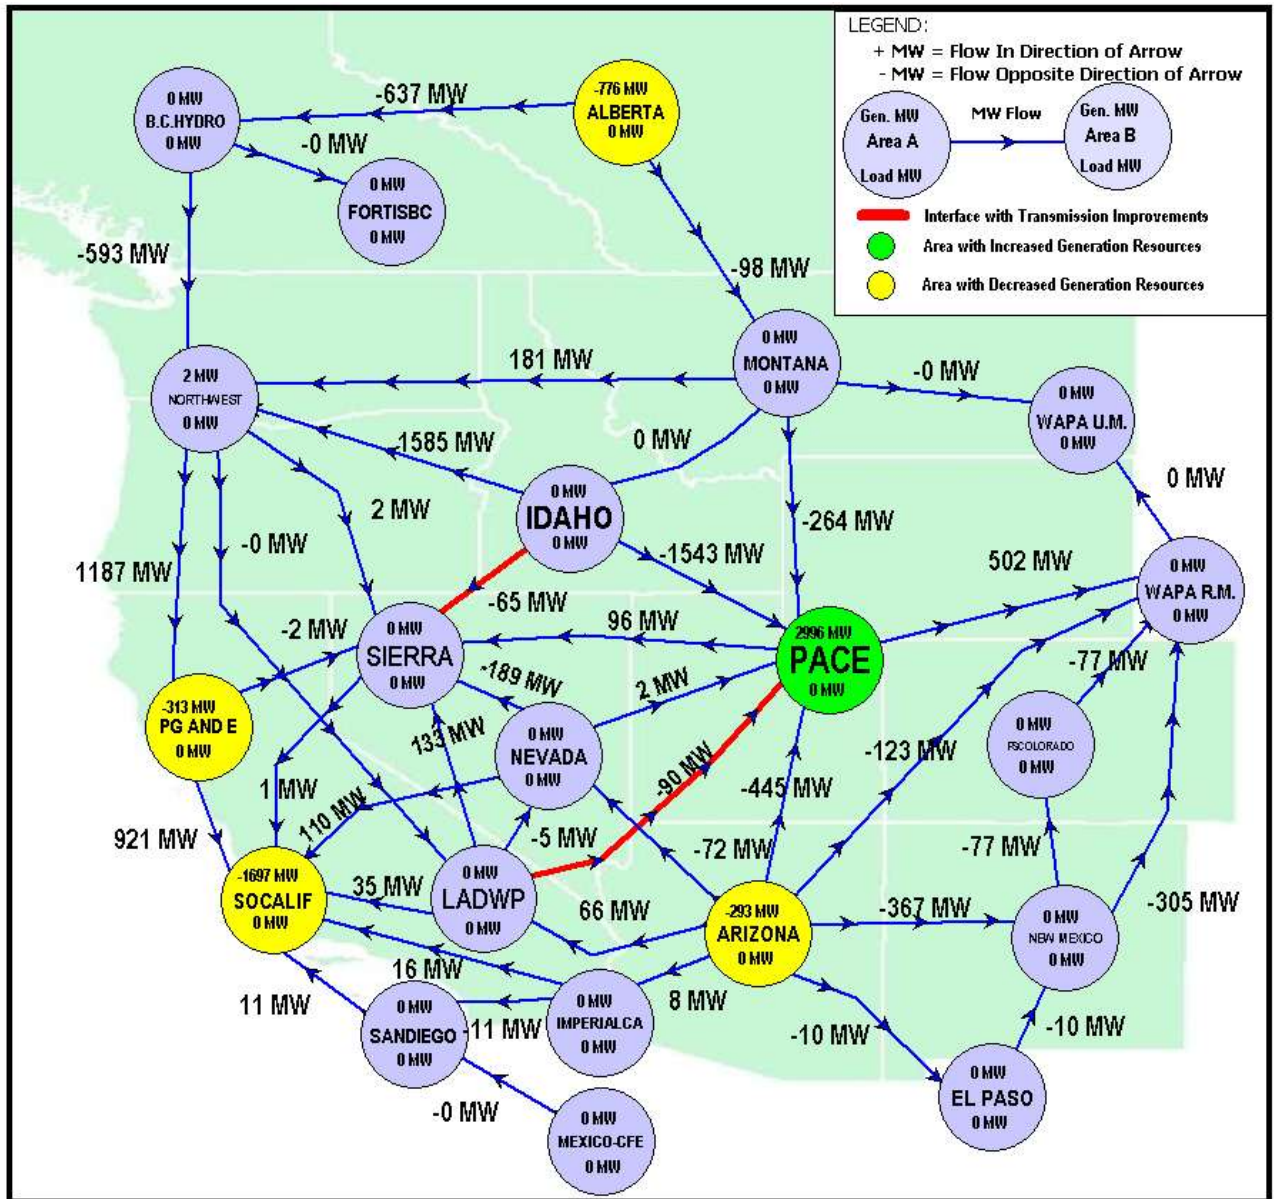 LEGEND:
+ MW = Flow In Direction of Arrow
- MW = Flow Opposite Direction of Arrow
Gen. MW
Area A
Load MW
MW Flow
Gen. MW
Area B
Load MW
Interface with Transmission Improvements
Area with Increased Generation Resources
Area with Decreased Generation Resources
0 MW
B.C.HYDRO
0 MW
-637 MW
-776 MW
ALBERTA
0 MW
-0 MW
0 MW
FORTISBC
0 MW
-593 MW
-98 MW
0 MW
MONTANA
0 MW
181 MW
-0 MW
2 MW
NORTHWEST
0 MW
0 MW
WAPA U.M.
0 MW
-1585 MW
0 MW
0 MW
IDAHO
0 MW
0 MW
2 MW
-0 MW
-264 MW
-1543 MW
502 MW
1187 MW
0 MW
WAPA R.M.
0 MW
-65 MW
-2 MW
96 MW
0 MW
SIERRA
0 MW
2996 MW
PACE
0 MW
-77 MW
-189 MW
2 MW
-313 MW
PG AND E
0 MW
133 MW
0 MW
NEVADA
0 MW
-123 MW
0 MW
PSCOLORADO
0 MW
1 MW
110 MW
-90 MW
-445 MW
921 MW
-5 MW
-72 MW
-77 MW
-1697 MW
SOCALIF
0 MW
35 MW
0 MW
LADWP
0 MW
66 MW
-293 MW
ARIZONA
0 MW
-367 MW
0 MW
NEW MEXICO
0 MW
-305 MW
16 MW
11 MW
0 MW
SANDIEGO
0 MW
-11 MW
0 MW
IMPERIALCA
0 MW
8 MW
-10 MW
-10 MW
0 MW
EL PASO
0 MW
-0 MW
0 MW
MEXICO-CFE
0 MW